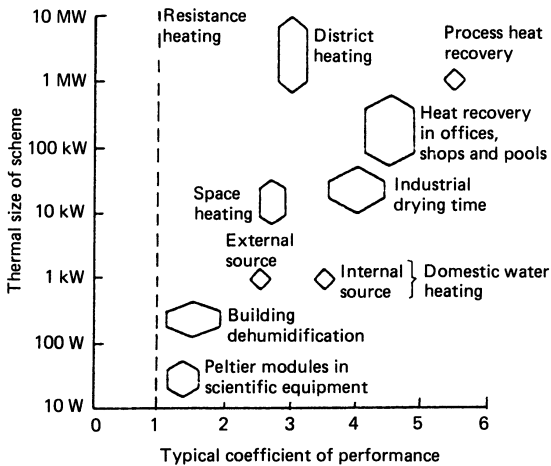 10 MW
1 MW
100 kW
10 kW
1 kW
100 W
10 W
Thermal size of scheme
Resistance
heating
District
heating
Process heat
recovery
Heat recovery
in offices,
shops and pools
Industrial
drying time
Space
heating
External
source
Internal
source
Domestic water
heating
Building
dehumidification
Peltier modules in
scientific equipment
0 1 2 3 4 5 6
Typical coefficient of performance